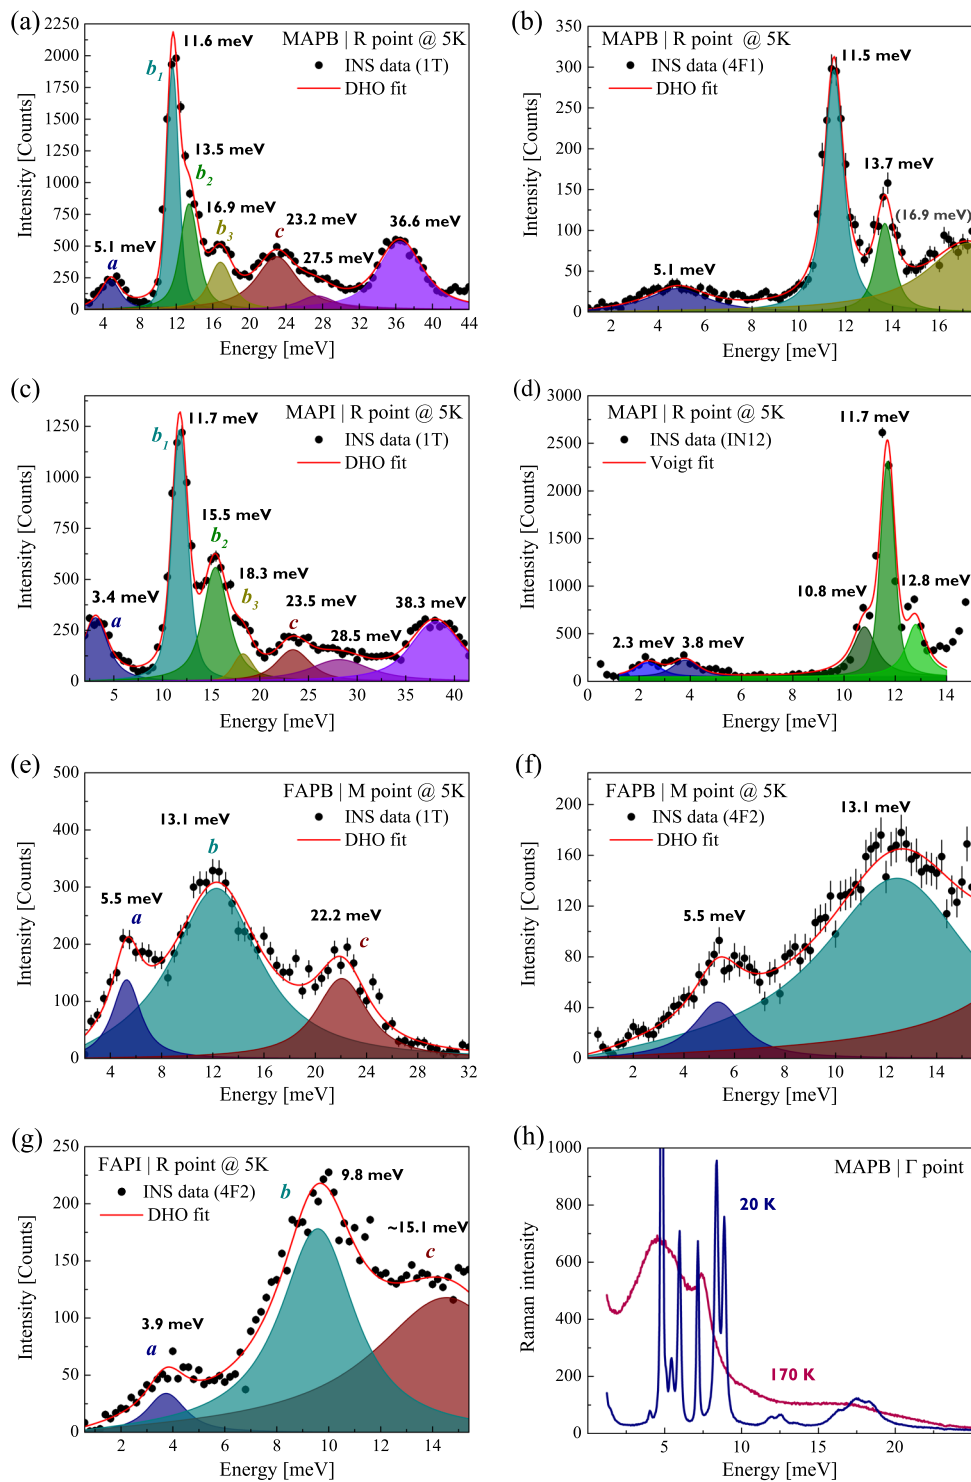 (a)
MAPB | R point @ 5K
INS data (1T)
DHO fit
11.6 meV
b1
13.5 meV
b2
16.9 meV
b3
5.1 meV
a
23.2 meV
c
27.5 meV
36.6 meV
Intensity [Counts]
2250
2000
1750
1500
1250
1000
750
500
250
0
4 8 12 16 20 24 28 32 36 40 44
Energy [meV]
(b)
MAPB | R point @ 5K
INS data (4F1)
DHO fit
11.5 meV
13.7 meV
(16.9 meV)
5.1 meV
Intensity [Counts]
300
250
200
150
100
50
0
2 4 6 8 10 12 14 16
Energy [meV]
(c)
MAPI | R point @ 5K
INS data (1T)
DHO fit
11.7 meV
b1
15.5 meV
b2
18.3 meV
b3
3.4 meV
a
23.5 meV
c
28.5 meV
38.3 meV
Intensity [Counts]
1250
1000
750
500
250
0
5 10 15 20 25 30 35 40
Energy [meV]
(d)
MAPI | R point @ 5K
11.7 meV
INS data (IN12)
Voigt fit
10.8 meV
12.8 meV
2.3 meV
3.8 meV
Intensity [Counts]
3000
2500
2000
1500
1000
500
0
0 2 4 6 8 10 12 14
Energy [meV]
(e)
FAPB | M point @ 5K
INS data (1T)
DHO fit
13.1 meV
b
5.5 meV
a
22.2 meV
c
Intensity [Counts]
500
400
300
200
100
0
4 8 12 16 20 24 28 32
Energy [meV]
(f)
FAPB | M point @ 5K
INS data (4F2)
DHO fit
13.1 meV
5.5 meV
Intensity [Counts]
200
160
120
80
40
0
2 4 6 8 10 12 14
Energy [meV]
(g)
FAPI | R point @ 5K
INS data (4F2)
DHO fit
b
9.8 meV
~15.1 meV
c
3.9 meV
a
Intensity [Counts]
250
200
150
100
50
0
2 4 6 8 10 12 14
Energy [meV]
(h)
MAPB | Γ point
20 K
170 K
Raman intensity
1000
800
600
400
200
0
5 10 15 20
Energy [meV]